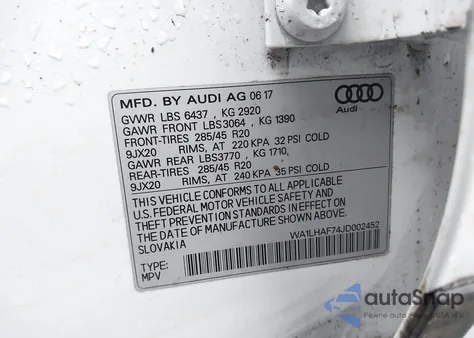 MFD. BY AUDI AG 06 17
GVWR LBS 6437 , KG 2920
GAWR FRONT LBS3064 , KG 1390
FRONT-TIRES 285/45 R20
9JX20 RIMS, AT 220 KPA 32 PSI COLD
GAWR REAR LBS3770 , KG 1710
REAR-TIRES 285/45 R20
9JX20 RIMS, AT 240 KPA 35 PSI COLD
THIS VEHICLE CONFORMS TO ALL APPLICABLE
U.S. FEDERAL MOTOR VEHICLE SAFETY AND
THEFT PREVENTION STANDARDS IN EFFECT ON
THE DATE OF MANUFACTURE SHOWN ABOVE.
SLOVAKIA
WA1LHAF74JD002452
TYPE:
MPV
Audi
autoSnap
Pewne auto